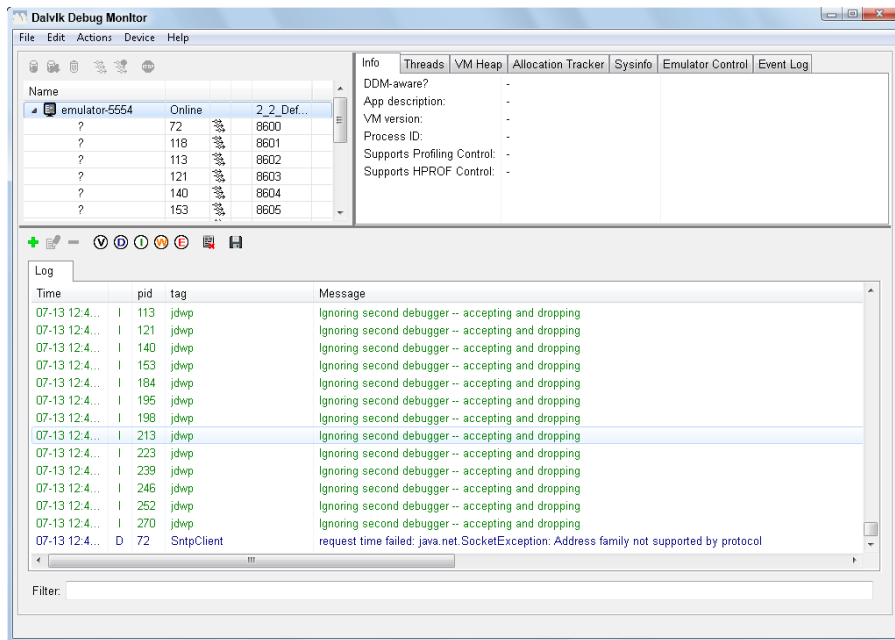 Dalvik Debug Monitor
File Edit Actions Device Help
Name
emulator-5554 Online 2_2_Def...
? 72 8600
? 118 8601
? 113 8602
? 121 8603
? 140 8604
? 153 8605
Info Threads VM Heap Allocation Tracker Sysinfo Emulator Control Event Log
DDM-aware? -
App description: -
VM version: -
Process ID: -
Supports Profiling Control: -
Supports HPROF Control: -
V D I W E
Log
Time pid tag Message
07-13 12:4... I 113 jdwp Ignoring second debugger -- accepting and dropping
07-13 12:4... I 121 jdwp Ignoring second debugger -- accepting and dropping
07-13 12:4... I 140 jdwp Ignoring second debugger -- accepting and dropping
07-13 12:4... I 153 jdwp Ignoring second debugger -- accepting and dropping
07-13 12:4... I 184 jdwp Ignoring second debugger -- accepting and dropping
07-13 12:4... I 195 jdwp Ignoring second debugger -- accepting and dropping
07-13 12:4... I 198 jdwp Ignoring second debugger -- accepting and dropping
07-13 12:4... I 213 jdwp Ignoring second debugger -- accepting and dropping
07-13 12:4... I 223 jdwp Ignoring second debugger -- accepting and dropping
07-13 12:4... I 239 jdwp Ignoring second debugger -- accepting and dropping
07-13 12:4... I 246 jdwp Ignoring second debugger -- accepting and dropping
07-13 12:4... I 252 jdwp Ignoring second debugger -- accepting and dropping
07-13 12:4... I 270 jdwp Ignoring second debugger -- accepting and dropping
07-13 12:4... D 72 SntpClient request time failed: java.net.SocketException: Address family not supported by protocol
Filter: